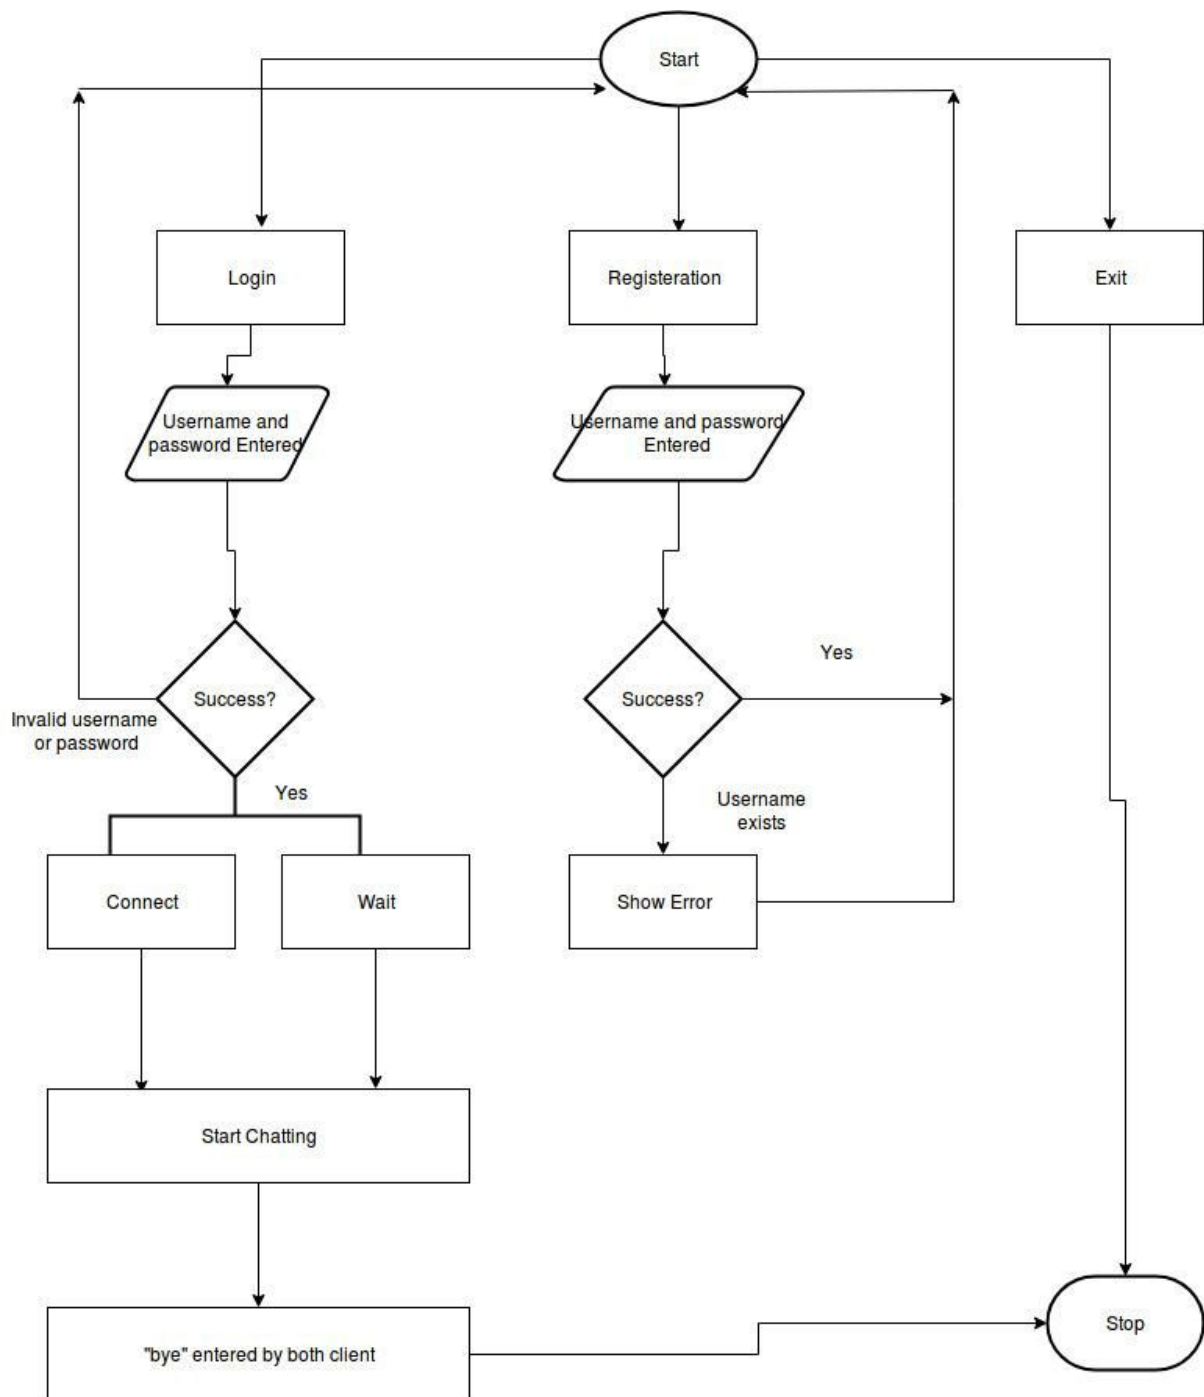 Start
Login
Registeration
Exit
Username and
password Entered
Username and password
Entered
Success?
Invalid username
or password
Yes
Success?
Yes
Username
exists
Connect
Wait
Show Error
Start Chatting
"bye" entered by both client
Stop